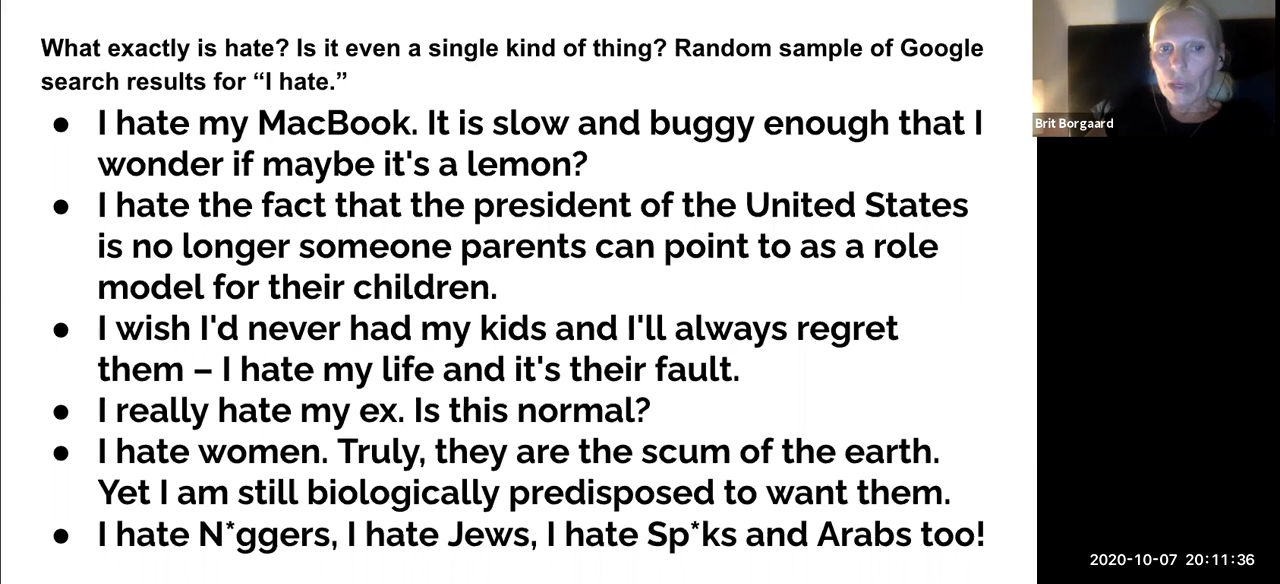 What exactly is hate? Is it even a single kind of thing? Random sample of Google
search results for “I hate.”
● I hate my MacBook. It is slow and buggy enough that I
wonder if maybe it's a lemon?
● I hate the fact that the president of the United States
is no longer someone parents can point to as a role
model for their children.
● I wish I'd never had my kids and I'll always regret
them – I hate my life and it's their fault.
● I really hate my ex. Is this normal?
● I hate women. Truly, they are the scum of the earth.
Yet I am still biologically predisposed to want them.
● I hate N*ggers, I hate Jews, I hate Sp*ks and Arabs too!
Brit Borgaard
2020-10-07 20:11:36